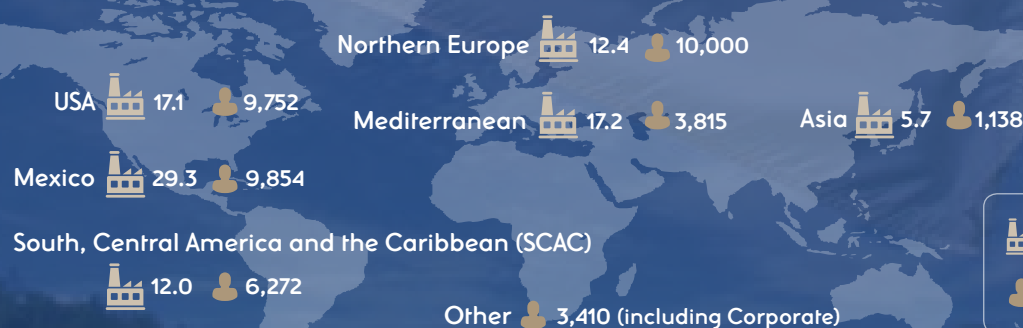 Northern Europe 12.4 10,000
USA 17.1 9,752
Mediterranean 17.2 3,815
Asia 5.7 1,138
Mexico 29.3 9,854
South, Central America and the Caribbean (SCAC)
12.0 6,272
Other 3,410 (including Corporate)